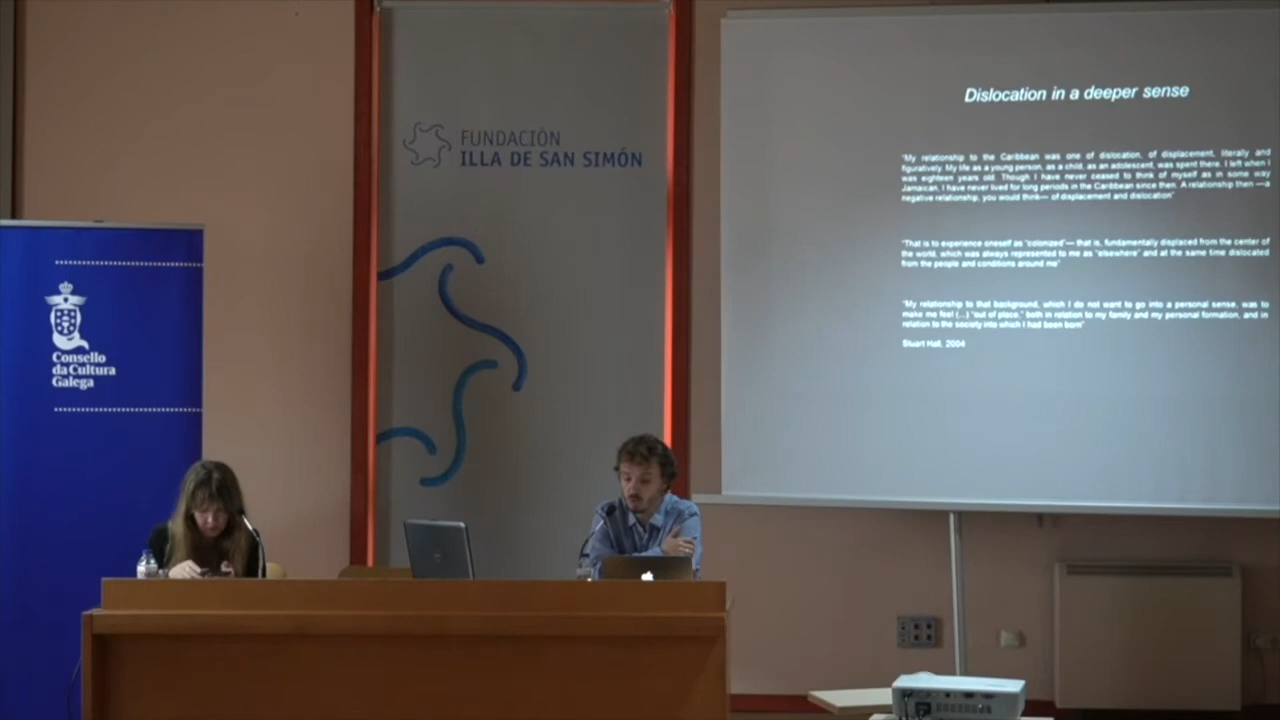 Consello
da Cultura
Galega
FUNDACIÓN
ILLA DE SAN SIMÓN
Dislocation in a deeper sense
"My relationship to the Caribbean was one of dislocation, of displacement, literally and
figuratively. My life as a young person, as a child, as an adolescent, was spent there. I left when I
was eighteen years old. Though I have never ceased to think of myself as in some way
Jamaican, I have never lived for long periods in the Caribbean since then. A relationship then —a
negative relationship, you would think— of displacement and dislocation"
"That is to experience oneself as "colonized"— that is, fundamentally displaced from the center of
the world, which was always represented to me as "elsewhere" and at the same time dislocated
from the people and conditions around me"
"My relationship to that background, which I do not want to go into a personal sense, was to
make me feel (...) "out of place," both in relation to my family and my personal formation, and in
relation to the society into which I had been born"
Stuart Hall, 2004